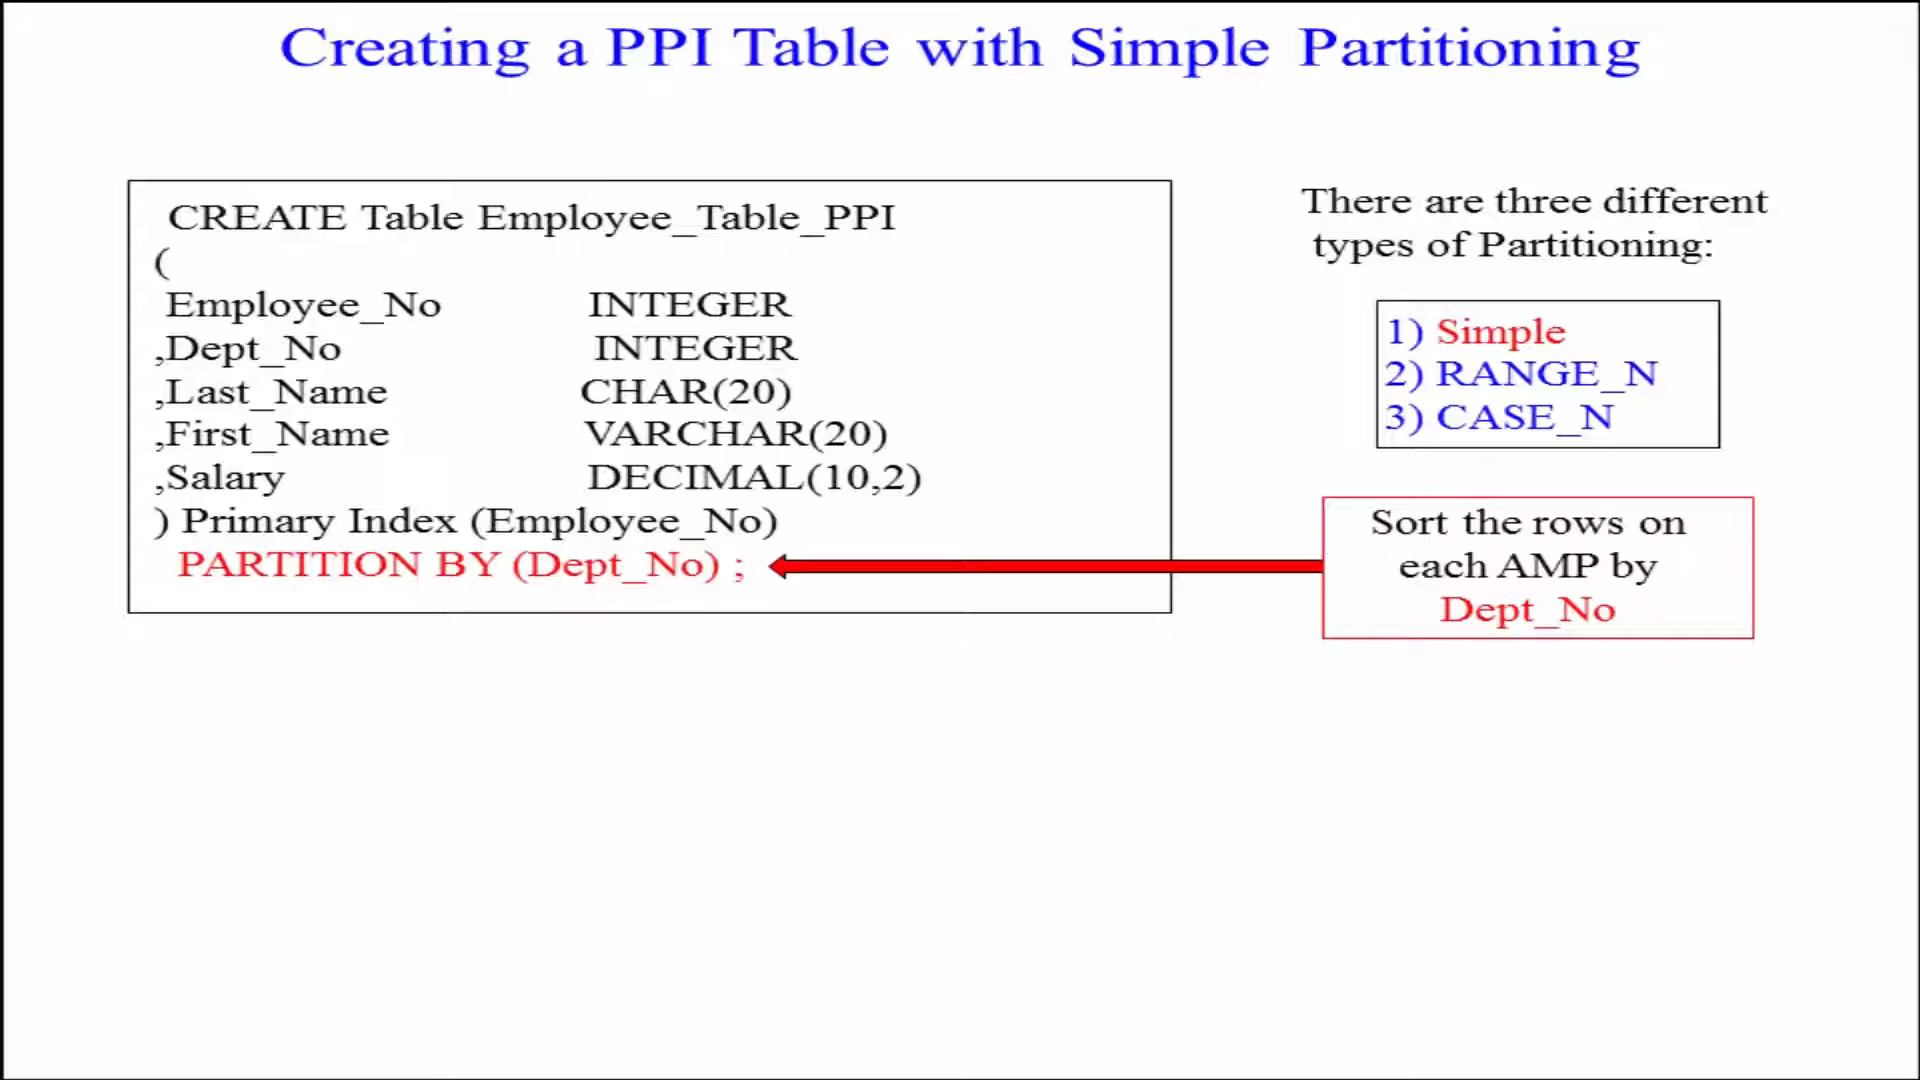 Creating a PPI Table with Simple Partitioning
CREATE Table Employee_Table_PPI
(
Employee_No INTEGER
,Dept_No INTEGER
,Last_Name CHAR(20)
,First_Name VARCHAR(20)
,Salary DECIMAL(10,2)
) Primary Index (Employee_No)
PARTITION BY (Dept_No) ;
There are three different
types of Partitioning:
1) Simple
2) RANGE_N
3) CASE_N
Sort the rows on
each AMP by
Dept_No